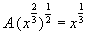 A(x^{2/3})^{1/2} = x^{1/3}